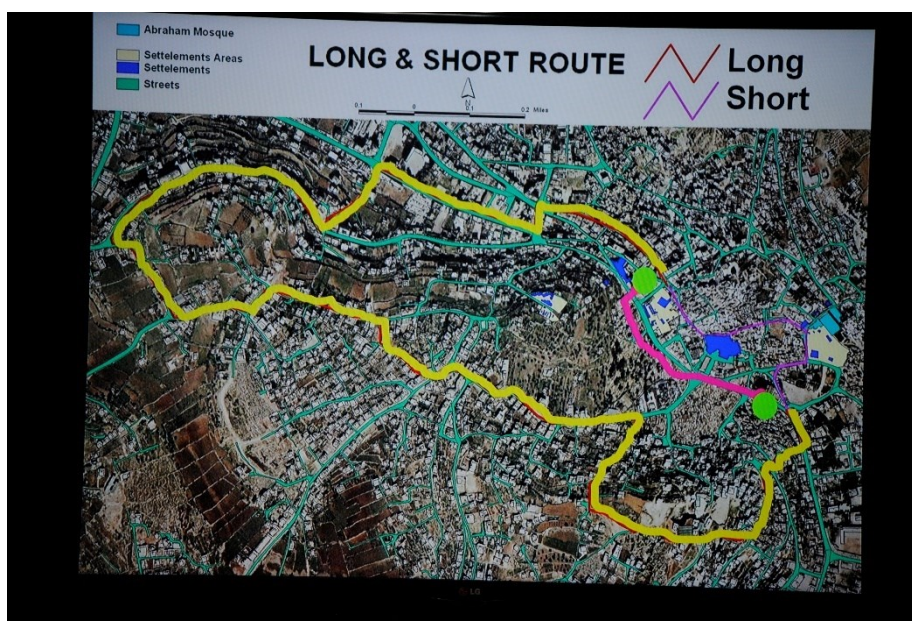 Abraham Mosque
Settelements Areas
Settelements
Streets
LONG & SHORT ROUTE
N
0.1 0 0.1 0.2 Miles
Long
Short
LG